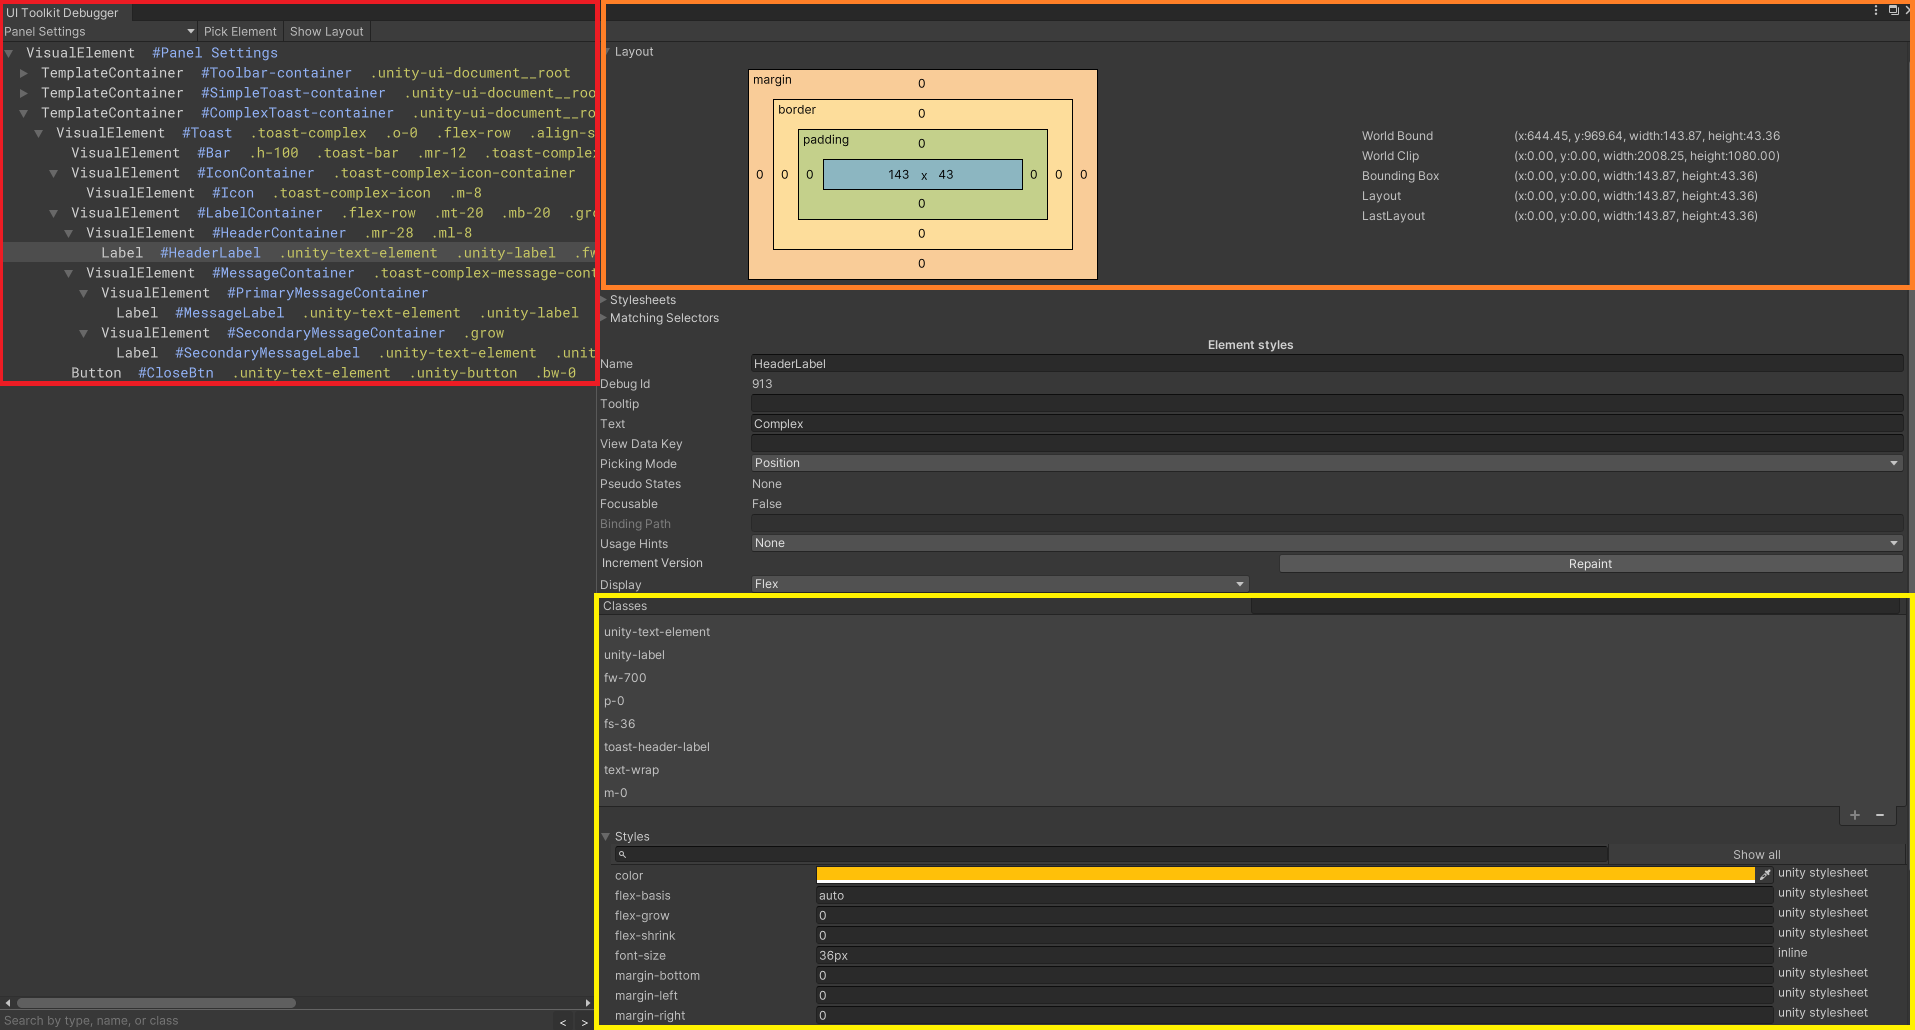 UI Toolkit Debugger
Panel Settings Pick Element Show Layout
VisualElement #Panel Settings
TemplateContainer #Toolbar-container .unity-ui-document__root
TemplateContainer #SimpleToast-container .unity-ui-document__roo
TemplateContainer #ComplexToast-container .unity-ui-document__ro
VisualElement #Toast .toast-complex .o-0 .flex-row .align-s
VisualElement #Bar .h-100 .toast-bar .mr-12 .toast-complex
VisualElement #IconContainer .toast-complex-icon-container
VisualElement #Icon .toast-complex-icon .m-8
VisualElement #LabelContainer .flex-row .mt-20 .mb-20 .gro
VisualElement #HeaderContainer .mr-28 .ml-8
Label #HeaderLabel .unity-text-element .unity-label .fw
VisualElement #MessageContainer .toast-complex-message-cont
VisualElement #PrimaryMessageContainer
Label #MessageLabel .unity-text-element .unity-label
VisualElement #SecondaryMessageContainer .grow
Label #SecondaryMessageLabel .unity-text-element .unit
Button #CloseBtn .unity-text-element .unity-button .bw-0
Search by type, name, or class < >
Layout
margin 0
border 0
padding 0
0 0 0 143 x 43 0 0 0
0
0
0
World Bound (x:644.45, y:969.64, width:143.87, height:43.36
World Clip (x:0.00, y:0.00, width:2008.25, height:1080.00)
Bounding Box (x:0.00, y:0.00, width:143.87, height:43.36)
Layout (x:0.00, y:0.00, width:143.87, height:43.36)
LastLayout (x:0.00, y:0.00, width:143.87, height:43.36)
Stylesheets
Matching Selectors
Element styles
Name HeaderLabel
Debug Id 913
Tooltip
Text Complex
View Data Key
Picking Mode Position
Pseudo States None
Focusable False
Binding Path
Usage Hints None
Increment Version Repaint
Display Flex
Classes
unity-text-element
unity-label
fw-700
p-0
fs-36
toast-header-label
text-wrap
m-0
+ -
Styles
Show all
color unity stylesheet
flex-basis auto unity stylesheet
flex-grow 0 unity stylesheet
flex-shrink 0 unity stylesheet
font-size 36px inline
margin-bottom 0 unity stylesheet
margin-left 0 unity stylesheet
margin-right 0 unity stylesheet